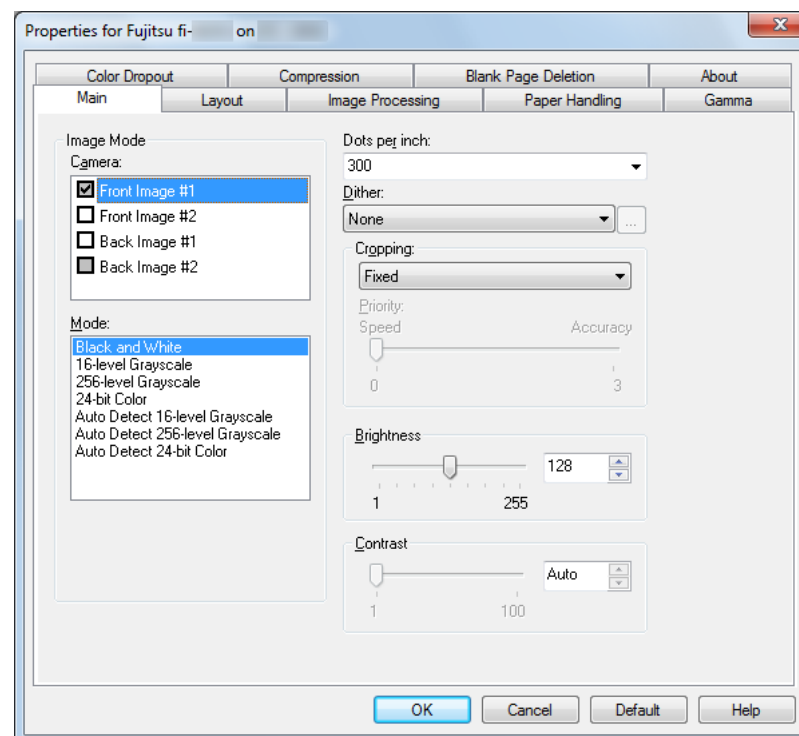 Properties for Fujitsu fi- on
Color Dropout Compression Blank Page Deletion About
Main Layout Image Processing Paper Handling Gamma
Image Mode
Camera:
Front Image #1
Front Image #2
Back Image #1
Back Image #2
Mode:
Black and White
16-level Grayscale
256-level Grayscale
24-bit Color
Auto Detect 16-level Grayscale
Auto Detect 256-level Grayscale
Auto Detect 24-bit Color
Dots per inch:
300
Dither:
None
...
Cropping:
Fixed
Priority:
Speed Accuracy
0 3
Brightness
128
1 255
Contrast
Auto
1 100
OK Cancel Default Help